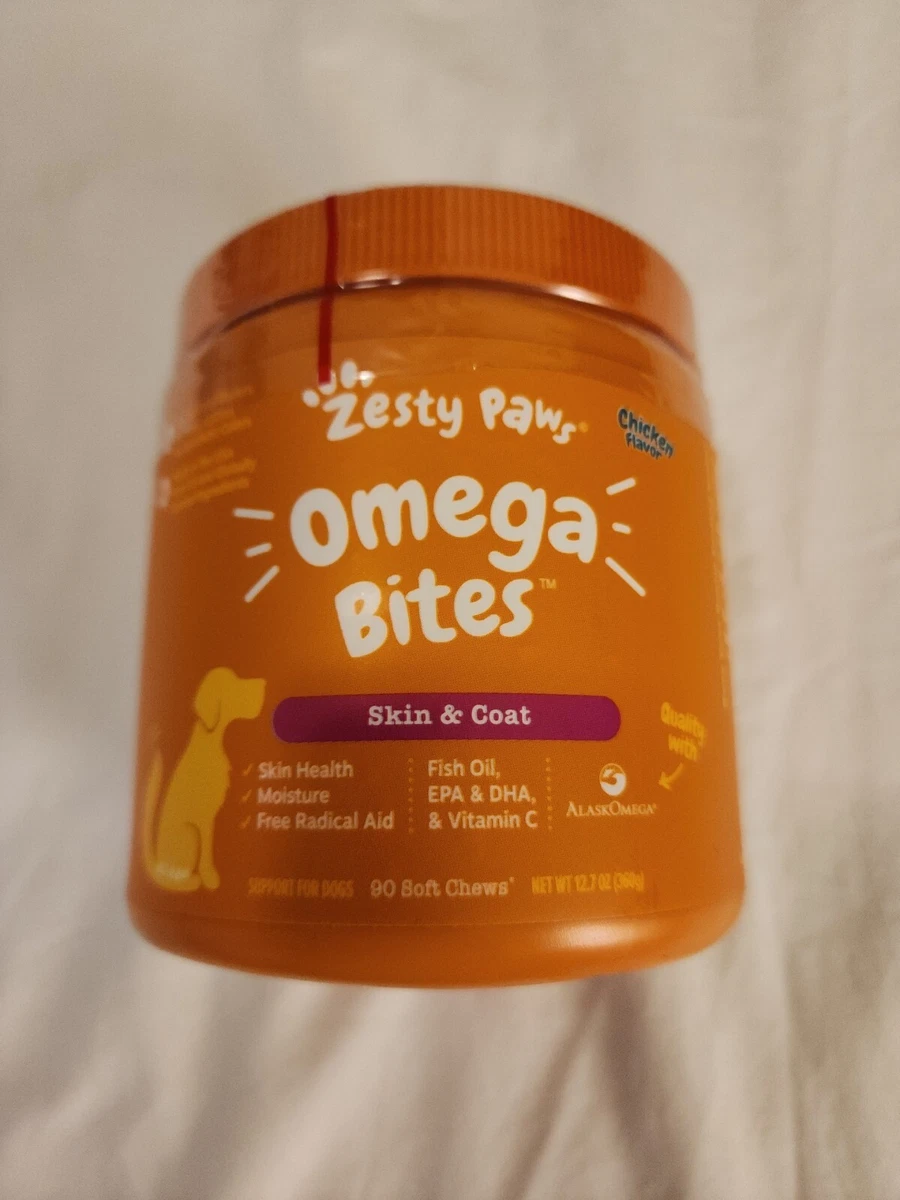 Zesty Paws
Chicken
Flavor
Omega
Bites™
Skin & Coat
✓ Skin Health
✓ Moisture
✓ Free Radical Aid
Fish Oil,
EPA & DHA,
& Vitamin C
Quality
with
ALASKOMEGA®
SUPPORT FOR DOGS
90 Soft Chews*
NET WT 12.7 OZ (360g)